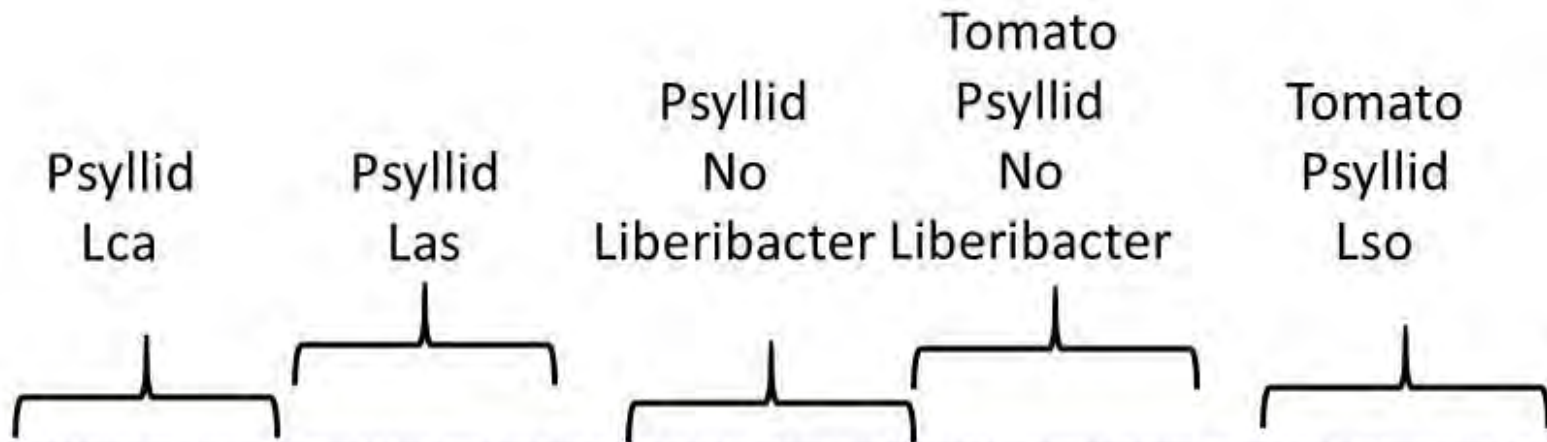 Psyllid
Lca
Psyllid
Las
Psyllid
No
Liberibacter
Tomato
Psyllid
No
Liberibacter
Tomato
Psyllid
Lso